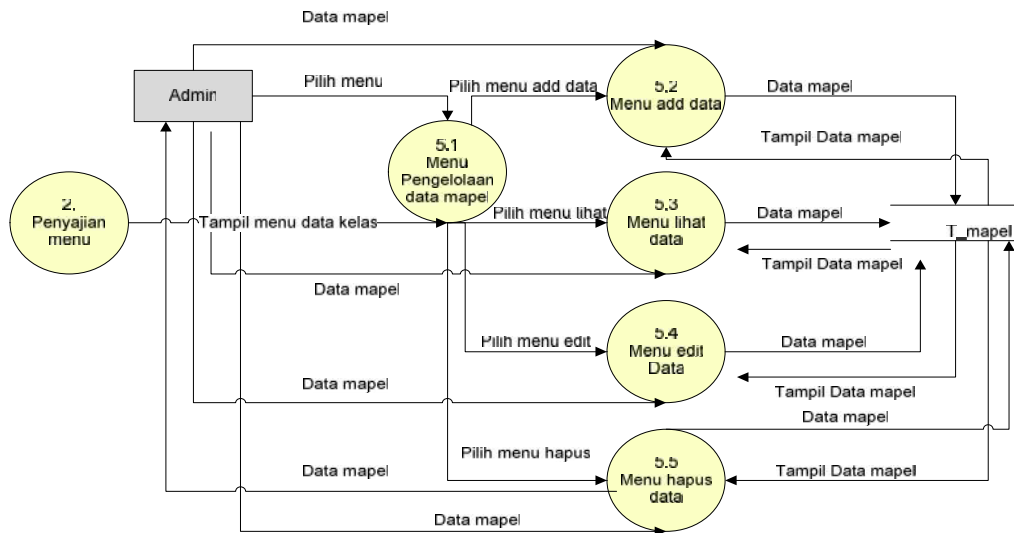 Data mapel
Admin
Pilih menu
Pilih menu add data
5.2
Menu add data
Data mapel
Tampil Data mapel
5.1
Menu
Pengelolaan
data mapel
2.
Penyajian
menu
Tampil menu data kelas
Pilih menu lihat
5.3
Menu lihat
data
Data mapel
T_mapel
Tampil Data mapel
Data mapel
Pilih menu edit
5.4
Menu edit
Data
Data mapel
Data mapel
Tampil Data mapel
Data mapel
Pilih menu hapus
Data mapel
5.5
Menu hapus
data
Tampil Data mapel
Data mapel